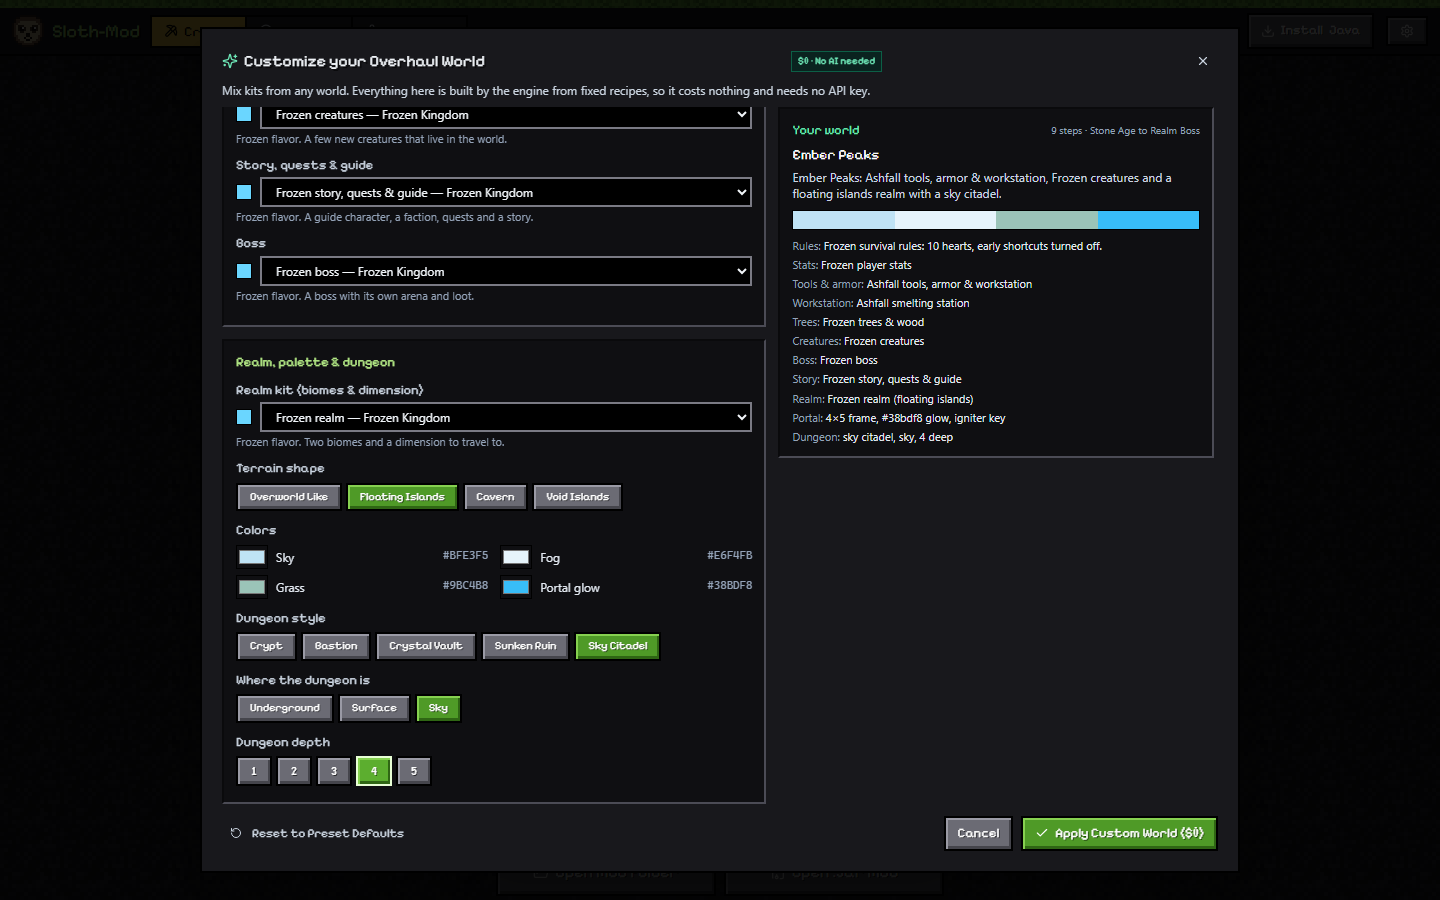 Sloth-Mod
Install Java
Customize your Overhaul World
$0 · No AI needed
Mix kits from any world. Everything here is built by the engine from fixed recipes, so it costs nothing and needs no API key.
Frozen creatures — Frozen Kingdom
Frozen flavor. A few new creatures that live in the world.
Story, quests & guide
Frozen story, quests & guide — Frozen Kingdom
Frozen flavor. A guide character, a faction, quests and a story.
Boss
Frozen boss — Frozen Kingdom
Frozen flavor. A boss with its own arena and loot.
Realm, palette & dungeon
Realm kit (biomes & dimension)
Frozen realm — Frozen Kingdom
Frozen flavor. Two biomes and a dimension to travel to.
Terrain shape
Overworld Like
Floating Islands
Cavern
Void Islands
Colors
Sky
#BFE3F5
Fog
#E6F4FB
Grass
#9BC4B8
Portal glow
#38BDF8
Dungeon style
Crypt
Bastion
Crystal Vault
Sunken Ruin
Sky Citadel
Where the dungeon is
Underground
Surface
Sky
Dungeon depth
1
2
3
4
5
Your world
9 steps · Stone Age to Realm Boss
Ember Peaks
Ember Peaks: Ashfall tools, armor & workstation, Frozen creatures and a
floating islands realm with a sky citadel.
Rules: Frozen survival rules: 10 hearts, early shortcuts turned off.
Stats: Frozen player stats
Tools & armor: Ashfall tools, armor & workstation
Workstation: Ashfall smelting station
Trees: Frozen trees & wood
Creatures: Frozen creatures
Boss: Frozen boss
Story: Frozen story, quests & guide
Realm: Frozen realm (floating islands)
Portal: 4×5 frame, #38bdf8 glow, igniter key
Dungeon: sky citadel, sky, 4 deep
Reset to Preset Defaults
Cancel
Apply Custom World ($0)